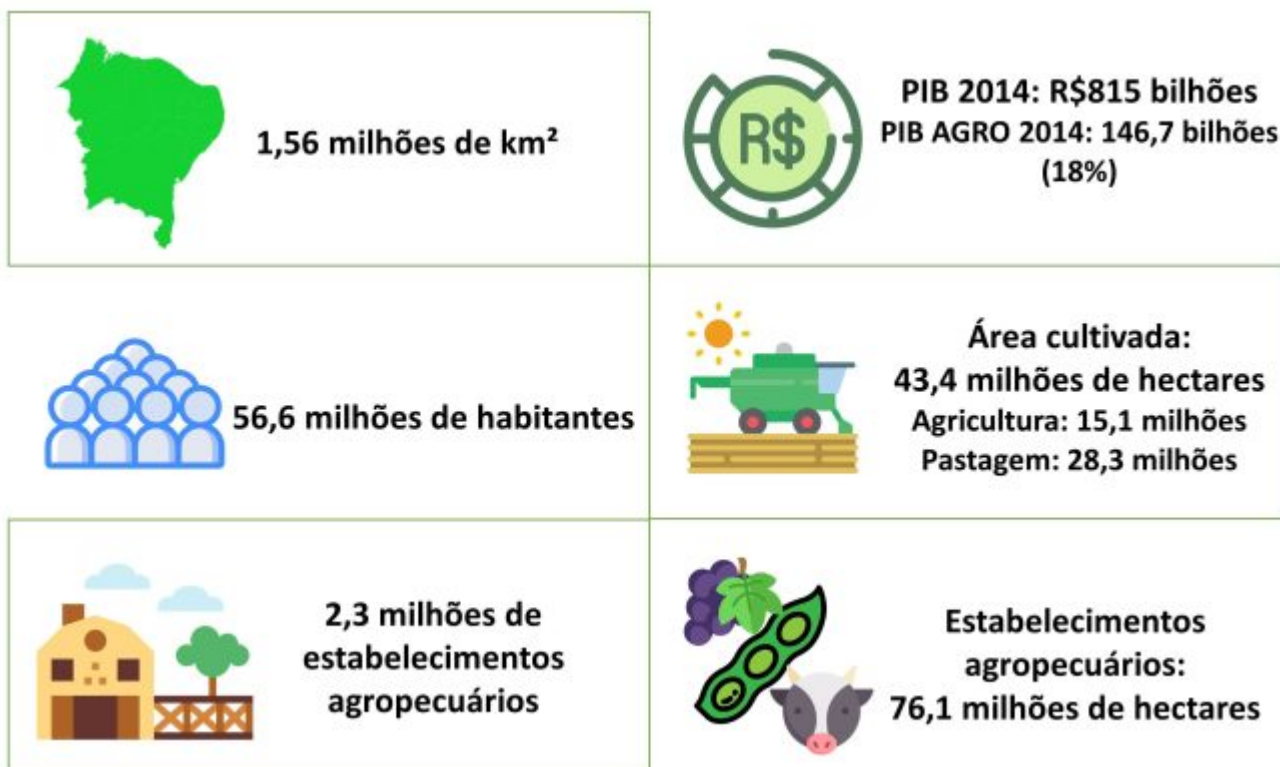 1,56 milhões de km²
PIB 2014: R$815 bilhões
PIB AGRO 2014: 146,7 bilhões
(18%)
R$
56,6 milhões de habitantes
Área cultivada:
43,4 milhões de hectares
Agricultura: 15,1 milhões
Pastagem: 28,3 milhões
2,3 milhões de
estabelecimentos
agropecuários
Estabelecimentos
agropecuários:
76,1 milhões de hectares